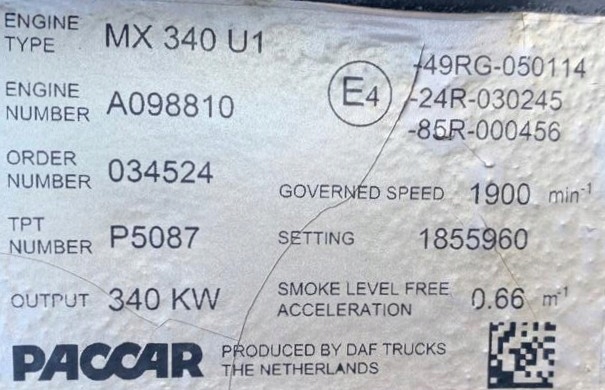 ENGINE TYPE MX 340 U1
ENGINE NUMBER A098810
ORDER NUMBER 034524
TPT NUMBER P5087
OUTPUT 340 KW
E4
-49RG-050114
-24R-030245
-85R-000456
GOVERNED SPEED 1900 min-1
SETTING 1855960
SMOKE LEVEL FREE ACCELERATION 0.66 m-1
PACCAR
PRODUCED BY DAF TRUCKS
THE NETHERLANDS